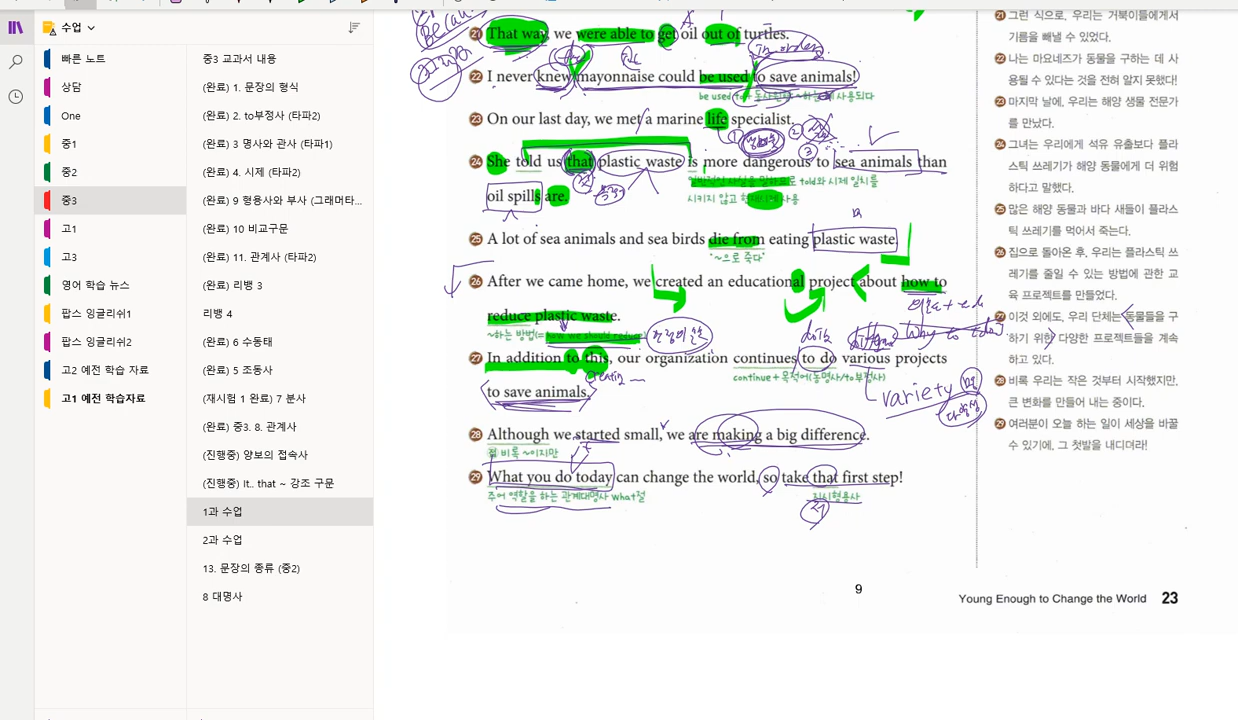 수업
빠른 노트
상담
One
중1
중2
중3
고1
고3
영어 학습 뉴스
팝스 잉글리쉬1
팝스 잉글리쉬2
고2 예전 학습 자료
고1 예전 학습자료
중3 교과서 내용
(완료) 1. 문장의 형식
(완료) 2. to부정사 (타파2)
(완료) 3 명사와 관사 (타파1)
(완료) 4. 시제 (타파2)
(완료) 9 형용사와 부사 (그래머타...
(완료) 10 비교구문
(완료) 11. 관계사 (타파2)
(완료) 리뱅 3
리뱅 4
(완료) 6 수동태
(완료) 5 조동사
(재시험 1 완료) 7 분사
(완료) 중3. 8. 관계사
(진행중) 양보의 접속사
(진행중) It.. that ~ 강조 구문
1과 수업
2과 수업
13. 문장의 종류 (중2)
8 대명사
㉑ That way, we were able to get oil out of turtles.
㉒ I never knew mayonnaise could be used to save animals!
be used to+동사원형: ~하는 데 사용되다
㉓ On our last day, we met a marine life specialist.
㉔ She told us that plastic waste is more dangerous to sea animals than
일반적인 사실을 말하므로 told와 시제 일치를
oil spills are.
시키지 않고 현재시제 사용
㉕ A lot of sea animals and sea birds die from eating plastic waste.
~으로 죽다
㉖ After we came home, we created an educational project about how to
reduce plastic waste.
~하는 방법(= how we should reduce)
Why to do
㉗ In addition to this, our organization continues to do various projects
continue + 목적어(동명사/to부정사)
to save animals.
variety 명
다양성
㉘ Although we started small, we are making a big difference.
접 비록 ~이지만
㉙ What you do today can change the world, so take that first step!
주어 역할을 하는 관계대명사 what절
지시형용사
㉑ 그런 식으로, 우리는 거북이들에게서
기름을 빼낼 수 있었다.
㉒ 나는 마요네즈가 동물을 구하는 데 사
용될 수 있다는 것을 전혀 알지 못했다!
㉓ 마지막 날에, 우리는 해양 생물 전문가
를 만났다.
㉔ 그녀는 우리에게 석유 유출보다 플라
스틱 쓰레기가 해양 동물에게 더 위험
하다고 말했다.
㉕ 많은 해양 동물과 바다 새들이 플라스
틱 쓰레기를 먹어서 죽는다.
㉖ 집으로 돌아온 후, 우리는 플라스틱 쓰
레기를 줄일 수 있는 방법에 관한 교
육 프로젝트를 만들었다.
㉗ 이것 외에도, 우리 단체는 동물들을 구
하기 위한 다양한 프로젝트들을 계속
하고 있다.
㉘ 비록 우리는 작은 것부터 시작했지만,
큰 변화를 만들어 내는 중이다.
㉙ 여러분이 오늘 하는 일이 세상을 바꿀
수 있기에, 그 첫발을 내디뎌라!
9
Young Enough to Change the World 23